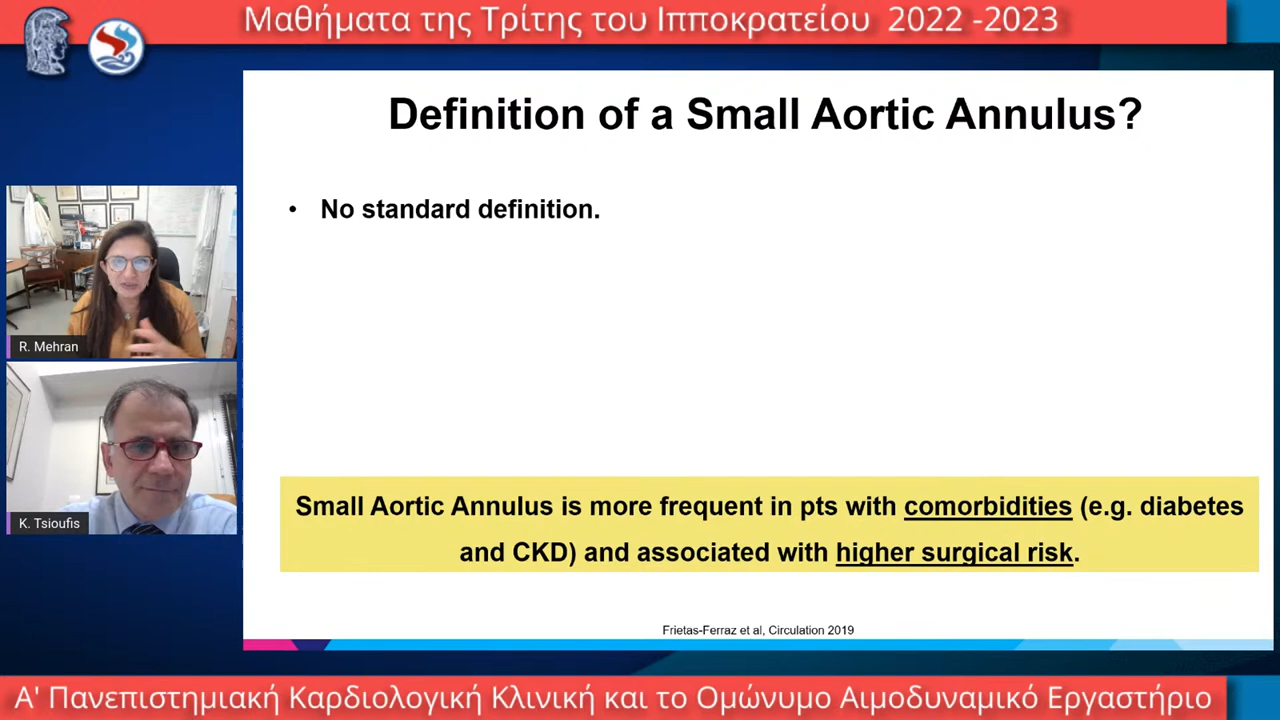 Μαθήματα της Τρίτης του Ιπποκρατείου 2022 -2023
Definition of a Small Aortic Annulus?
• No standard definition.
R. Mehran
K. Tsioufis
Small Aortic Annulus is more frequent in pts with comorbidities (e.g. diabetes
and CKD) and associated with higher surgical risk.
Frietas-Ferraz et al, Circulation 2019
Α' Πανεπιστημιακή Καρδιολογική Κλινική και το Ομώνυμο Αιμοδυναμικό Εργαστήριο